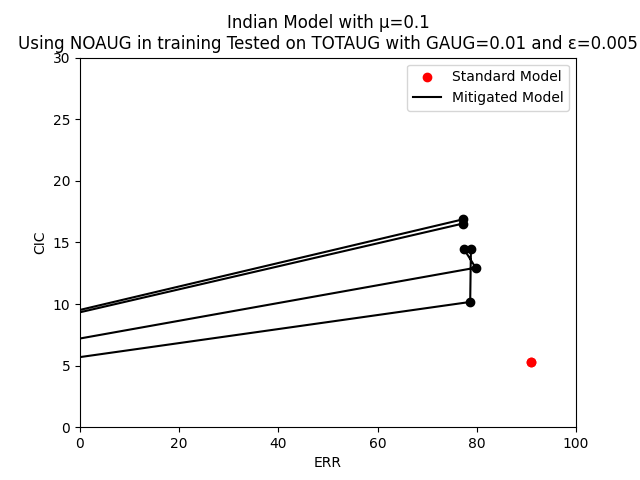 Indian Model with μ=0.1
Using NOAUG in training Tested on TOTAUG with GAUG=0.01 and ε=0.005
30
25
20
15
10
5
0
CIC
Standard Model
Mitigated Model
0 20 40 60 80 100
ERR